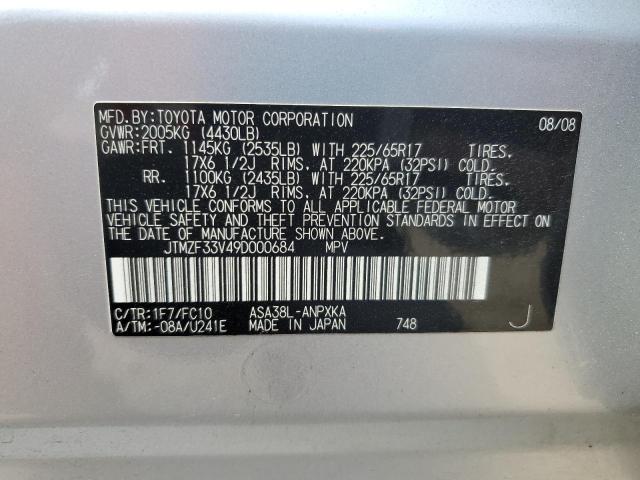 MFD. BY: TOYOTA MOTOR CORPORATION 08/08
GVWR: 2005KG (4430LB)
GAWR: FRT. 1145KG (2535LB) WITH 225/65R17 TIRES.
17X6 1/2J RIMS. AT 220KPA (32PSI) COLD.
RR. 1100KG (2435LB) WITH 225/65R17 TIRES.
17X6 1/2J RIMS. AT 220KPA (32PSI) COLD.
THIS VEHICLE CONFORMS TO ALL APPLICABLE FEDERAL MOTOR
VEHICLE SAFETY AND THEFT PREVENTION STANDARDS IN EFFECT ON
THE DATE OF MANUFACTURE SHOWN ABOVE.
JTMZF33V49D000684 MPV
C/TR: 1F7/FC10 ASA38L-ANPXKA
A/TM: -08A/U241E MADE IN JAPAN 748 J